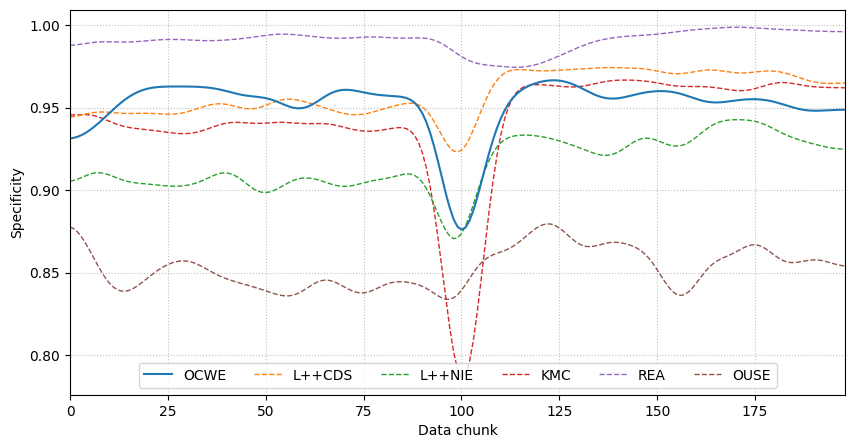 1.00
0.95
0.90
0.85
0.80
Specificity
OCWE L++CDS L++NIE KMC REA OUSE
0 25 50 75 100 125 150 175
Data chunk